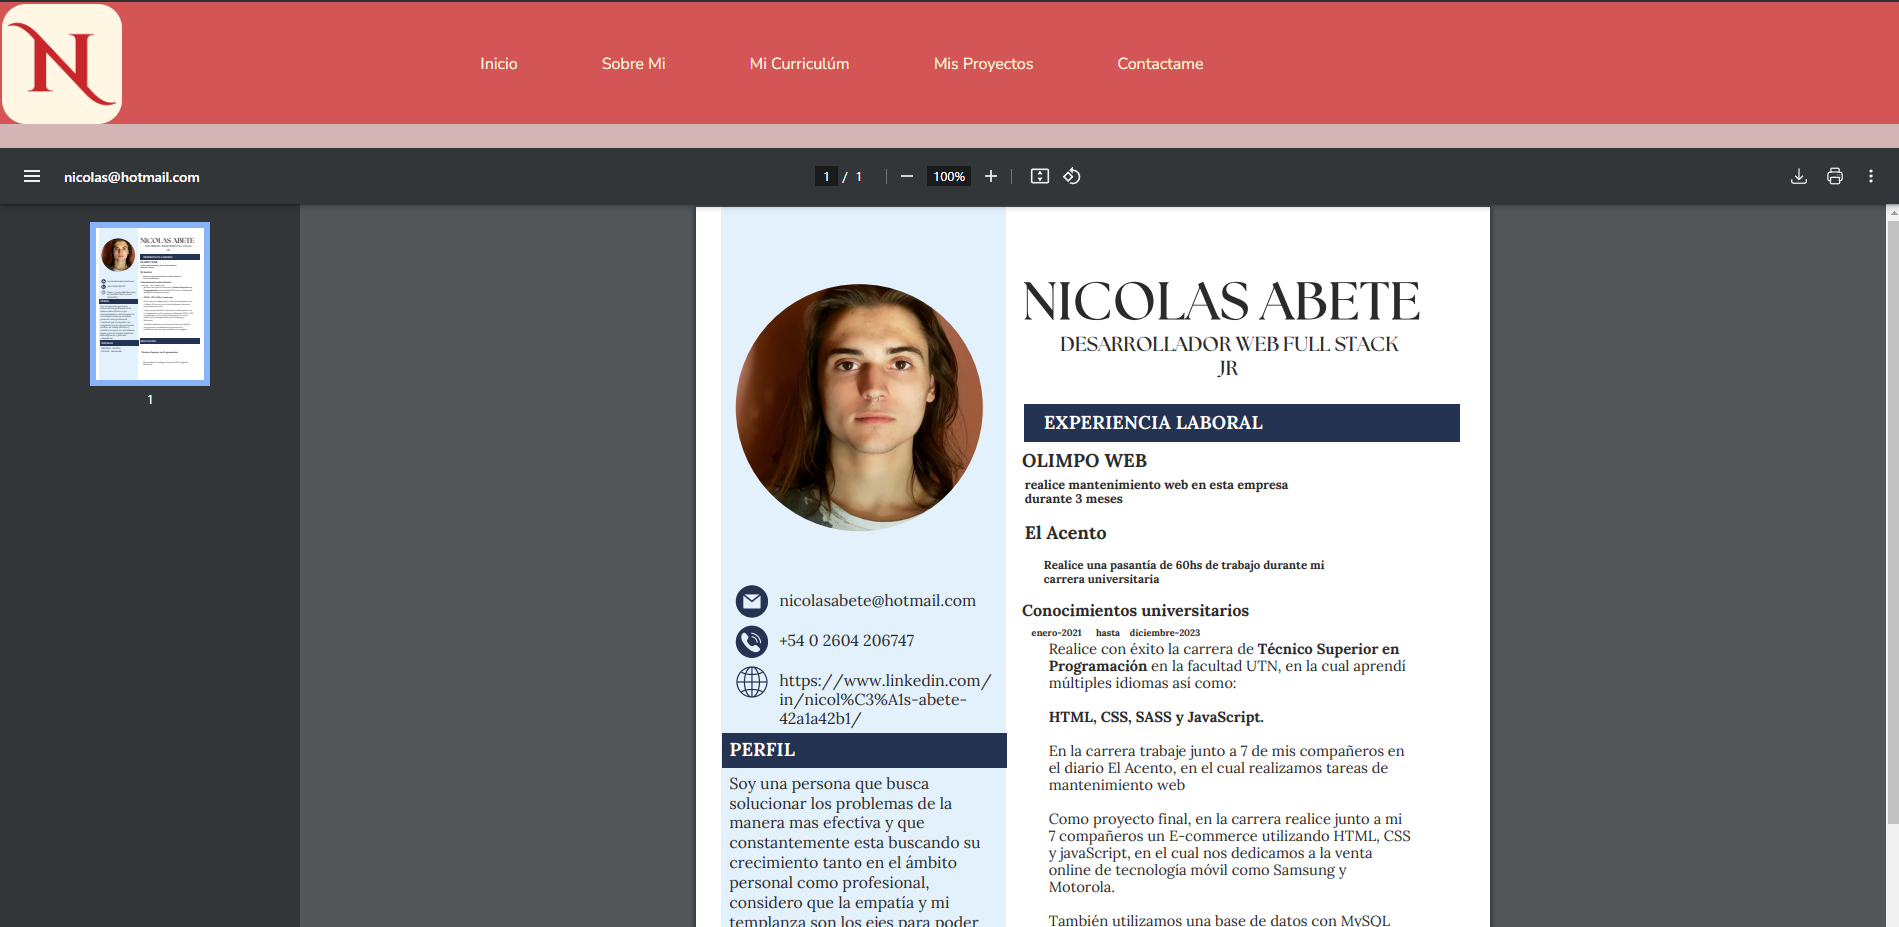 N
Inicio
Sobre Mi
Mi Curriculúm
Mis Proyectos
Contactame
nicolas@hotmail.com
1 / 1
100%
NICOLAS ABETE
1
NICOLAS ABETE
DESARROLLADOR WEB FULL STACK
JR
nicolasabete@hotmail.com
+54 0 2604 206747
https://www.linkedin.com/
in/nicol%C3%A1s-abete-
42a1a42b1/
PERFIL
Soy una persona que busca
solucionar los problemas de la
manera mas efectiva y que
constantemente esta buscando su
crecimiento tanto en el ámbito
personal como profesional,
considero que la empatía y mi
templanza son los ejes para poder
EXPERIENCIA LABORAL
OLIMPO WEB
realice mantenimiento web en esta empresa
durante 3 meses
El Acento
Realice una pasantía de 60hs de trabajo durante mi
carrera universitaria
Conocimientos universitarios
enero-2021 hasta diciembre-2023
Realice con éxito la carrera de Técnico Superior en
Programación en la facultad UTN, en la cual aprendí
múltiples idiomas así como:
HTML, CSS, SASS y JavaScript.
En la carrera trabaje junto a 7 de mis compañeros en
el diario El Acento, en el cual realizamos tareas de
mantenimiento web
Como proyecto final, en la carrera realice junto a mi
7 compañeros un E-commerce utilizando HTML, CSS
y javaScript, en el cual nos dedicamos a la venta
online de tecnología móvil como Samsung y
Motorola.
También utilizamos una base de datos con MySQL